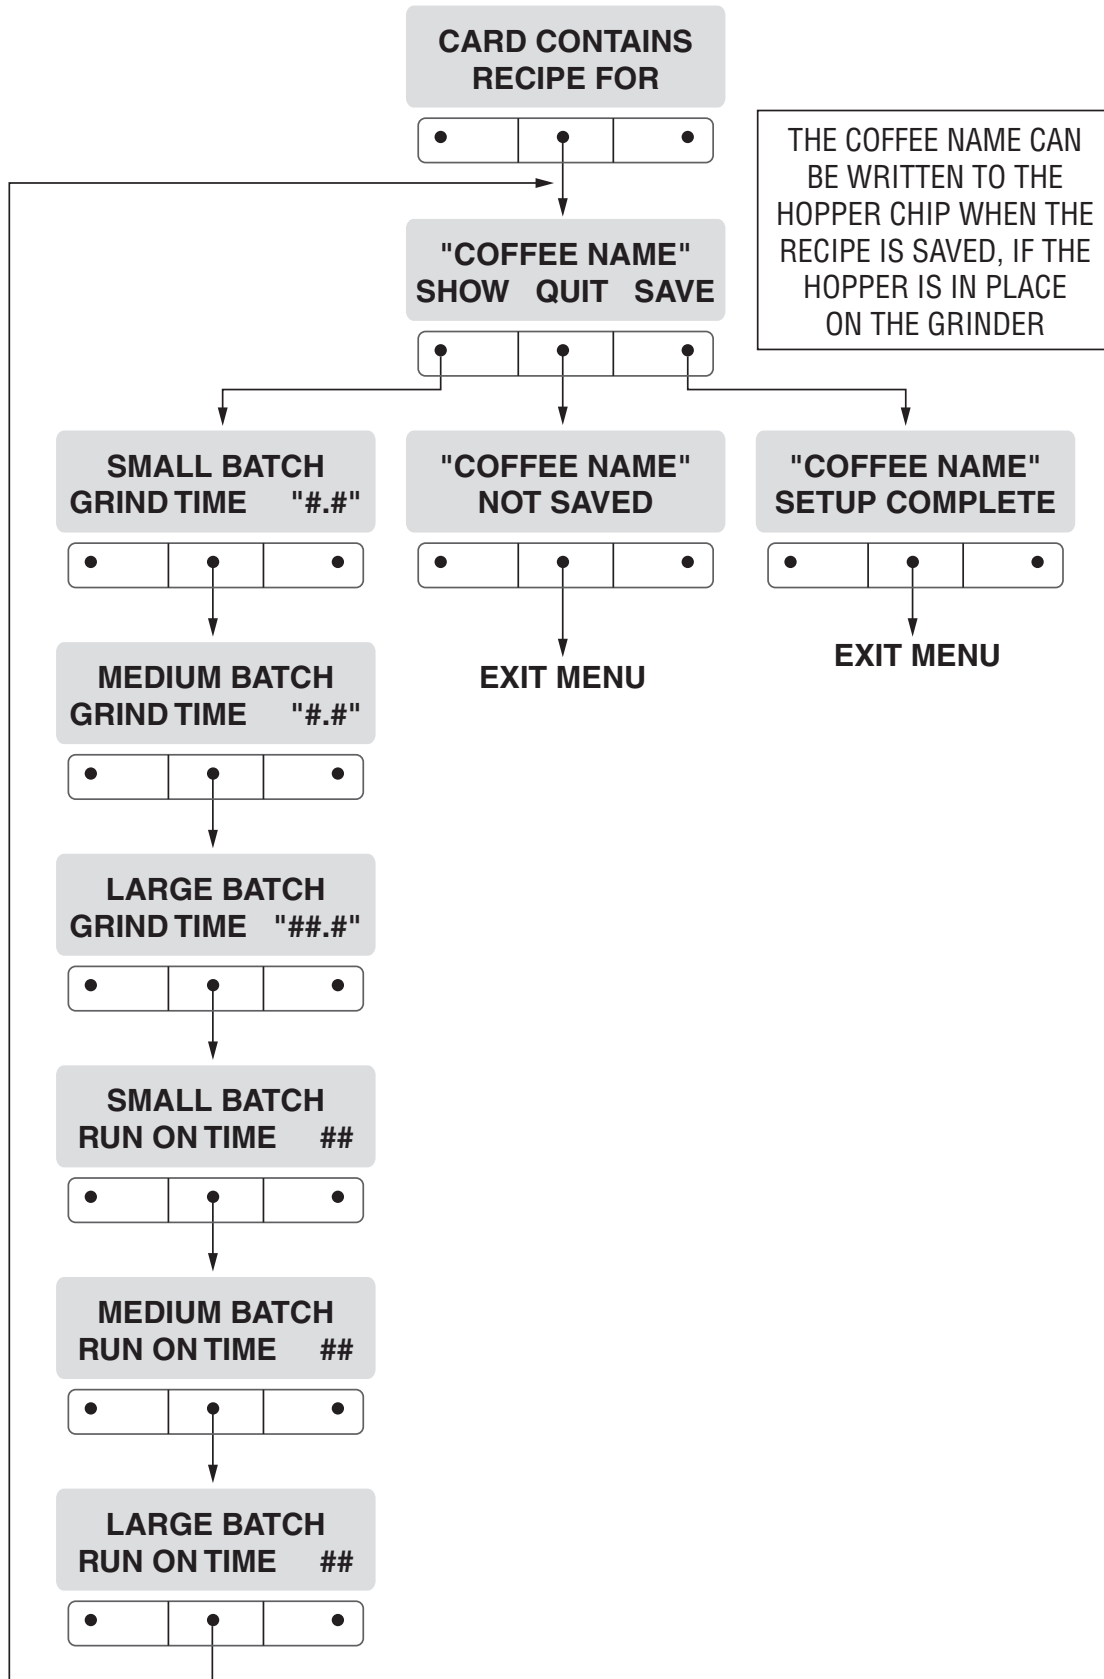 CARD CONTAINS
RECIPE FOR
THE COFFEE NAME CAN
BE WRITTEN TO THE
HOPPER CHIP WHEN THE
RECIPE IS SAVED, IF THE
HOPPER IS IN PLACE
ON THE GRINDER
"COFFEE NAME"
SHOW QUIT SAVE
SMALL BATCH
GRIND TIME "#.#"
"COFFEE NAME"
NOT SAVED
"COFFEE NAME"
SETUP COMPLETE
EXIT MENU
EXIT MENU
MEDIUM BATCH
GRIND TIME "#.#"
LARGE BATCH
GRIND TIME "##.#"
SMALL BATCH
RUN ON TIME ##
MEDIUM BATCH
RUN ON TIME ##
LARGE BATCH
RUN ON TIME ##